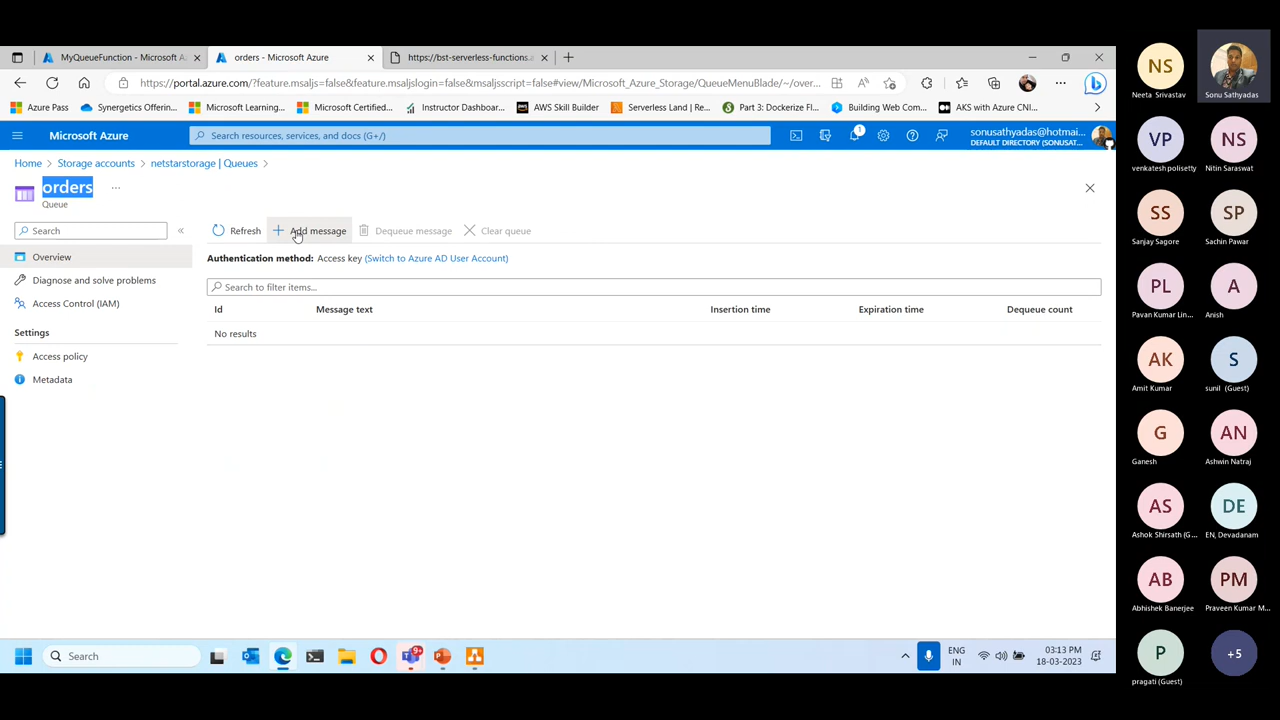 MyQueueFunction - Microsoft A
orders - Microsoft Azure
https://bst-serverless-functions.
https://portal.azure.com/?feature.msaljs=false&feature.msaljslogin=false&msaljsscript=false#view/Microsoft_Azure_Storage/QueueMenuBlade/~/over...
Azure Pass
Synergetics Offering...
Microsoft Learning...
Microsoft Certified...
Instructor Dashboar...
AWS Skill Builder
Serverless Land | Re...
Part 3: Dockerize Fl...
Building Web Com...
AKS with Azure CNI...
Microsoft Azure
Search resources, services, and docs (G+/)
1
sonusathyadas@hotmai...
DEFAULT DIRECTORY (SONUSAT...
Home
Storage accounts
netstarstorage | Queues
orders
Queue
Search
Overview
Diagnose and solve problems
Access Control (IAM)
Settings
Access policy
Metadata
Refresh
Add message
Dequeue message
Clear queue
Authentication method: Access key (Switch to Azure AD User Account)
Search to filter items...
Id Message text Insertion time Expiration time Dequeue count
No results
Search
9+
ENG
IN
03:13 PM
18-03-2023
NS
Neeta Srivastav
Sonu Sathyadas
VP
venkatesh polisetty
NS
Nitin Saraswat
SS
Sanjay Sagore
SP
Sachin Pawar
PL
Pavan Kumar Lin...
A
Anish
AK
Amit Kumar
S
sunil (Guest)
G
Ganesh
AN
Ashwin Natraj
AS
Ashok Shirsath (G...
DE
EN, Devadanam
AB
Abhishek Banerjee
PM
Praveen Kumar M...
P
pragati (Guest)
+5